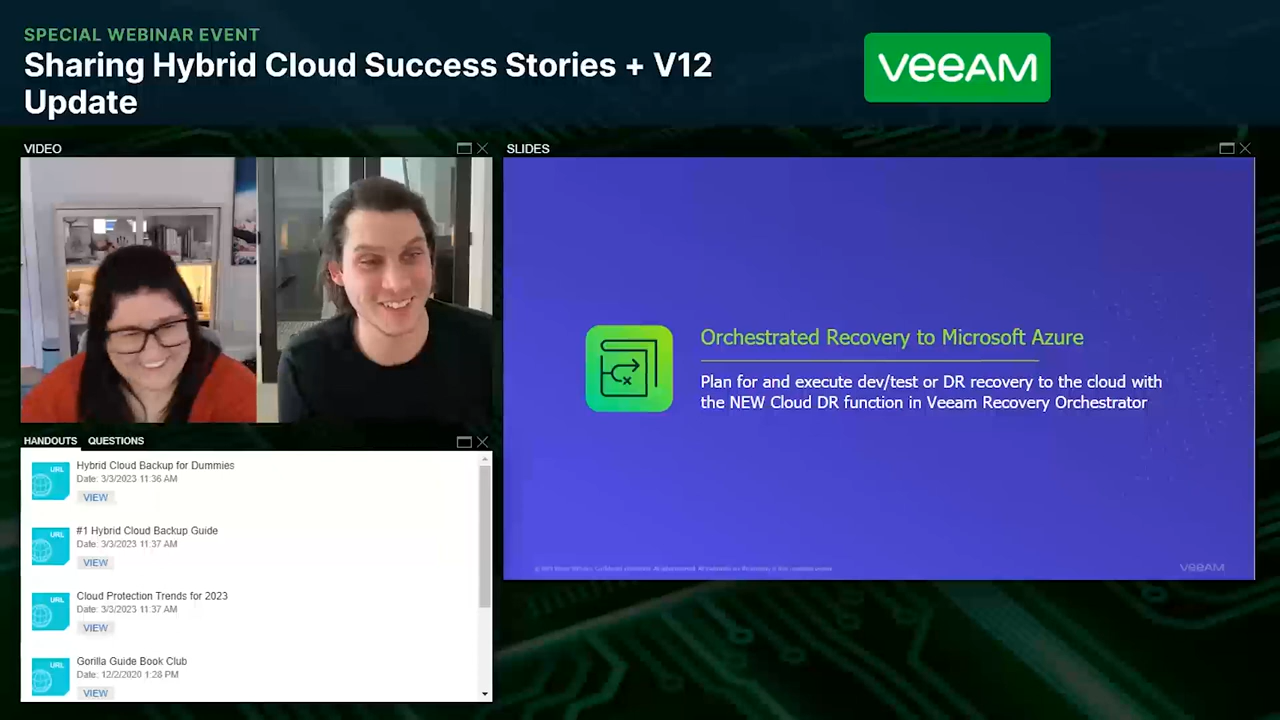 SPECIAL WEBINAR EVENT
Sharing Hybrid Cloud Success Stories + V12
Update
veeAM
VIDEO
SLIDES
Orchestrated Recovery to Microsoft Azure
Plan for and execute dev/test or DR recovery to the cloud with
the NEW Cloud DR function in Veeam Recovery Orchestrator
veeAM
HANDOUTS QUESTIONS
URL
Hybrid Cloud Backup for Dummies
Date: 3/3/2023 11:36 AM
VIEW
URL
#1 Hybrid Cloud Backup Guide
Date: 3/3/2023 11:37 AM
VIEW
URL
Cloud Protection Trends for 2023
Date: 3/3/2023 11:37 AM
VIEW
URL
Gorilla Guide Book Club
Date: 12/2/2020 1:28 PM
VIEW